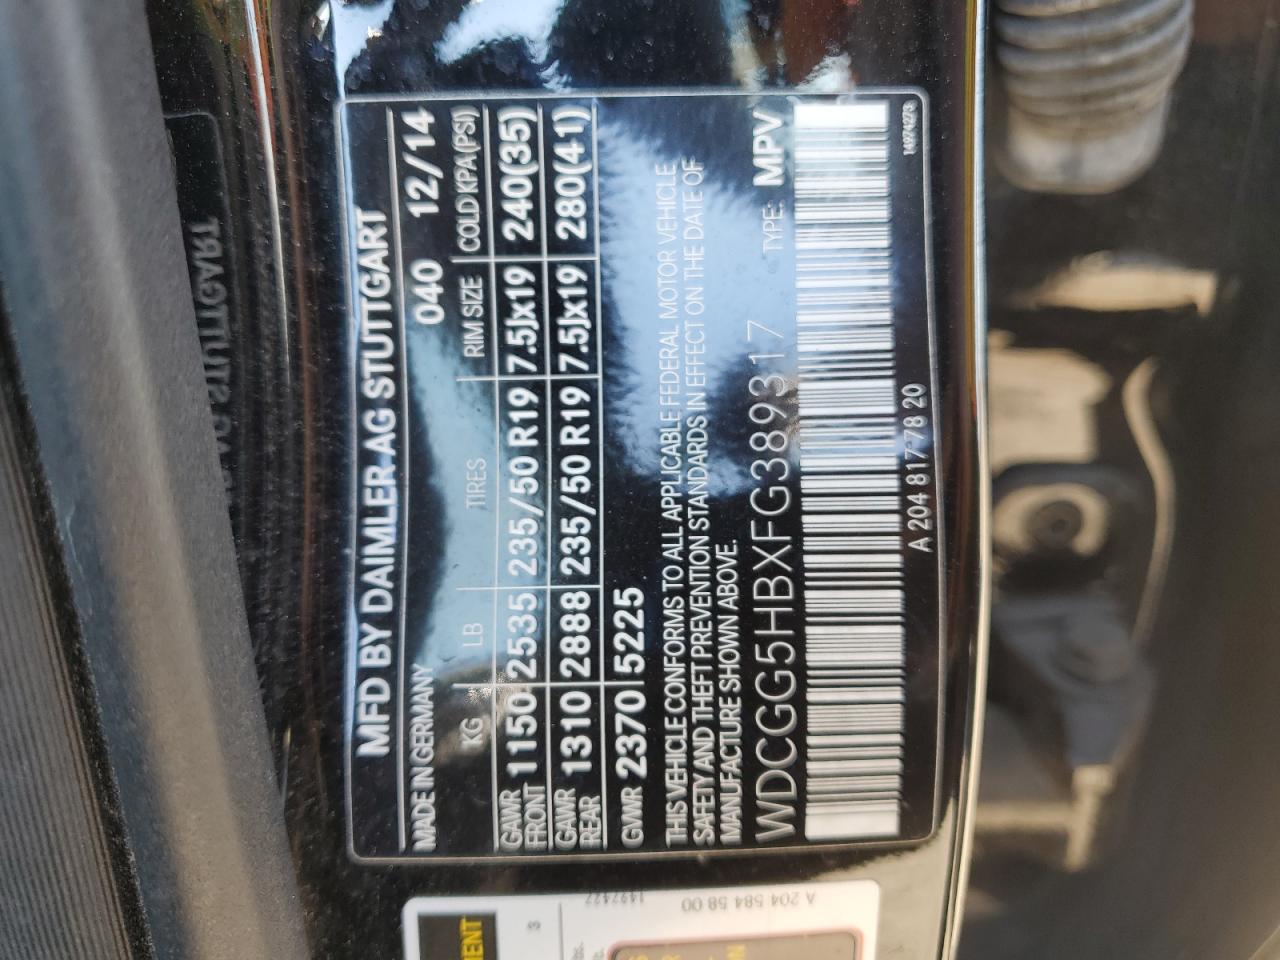 MFD BY DAIMLER AG STUTTGART
MADE IN GERMANY 040 12/14
KG LB TIRES RIM SIZE COLD KPA(PSI)
GAWR FRONT 1150 2535 235/50 R19 7.5Jx19 240(35)
GAWR REAR 1310 2888 235/50 R19 7.5Jx19 280(41)
GVWR 2370 5225
THIS VEHICLE CONFORMS TO ALL APPLICABLE FEDERAL MOTOR VEHICLE
SAFETY AND THEFT PREVENTION STANDARDS IN EFFECT ON THE DATE OF
MANUFACTURE SHOWN ABOVE.
WDCGG5HBXFG389317 TYPE: MPV
A 204 817 78 20
14974273
A 204 584 58 00
3